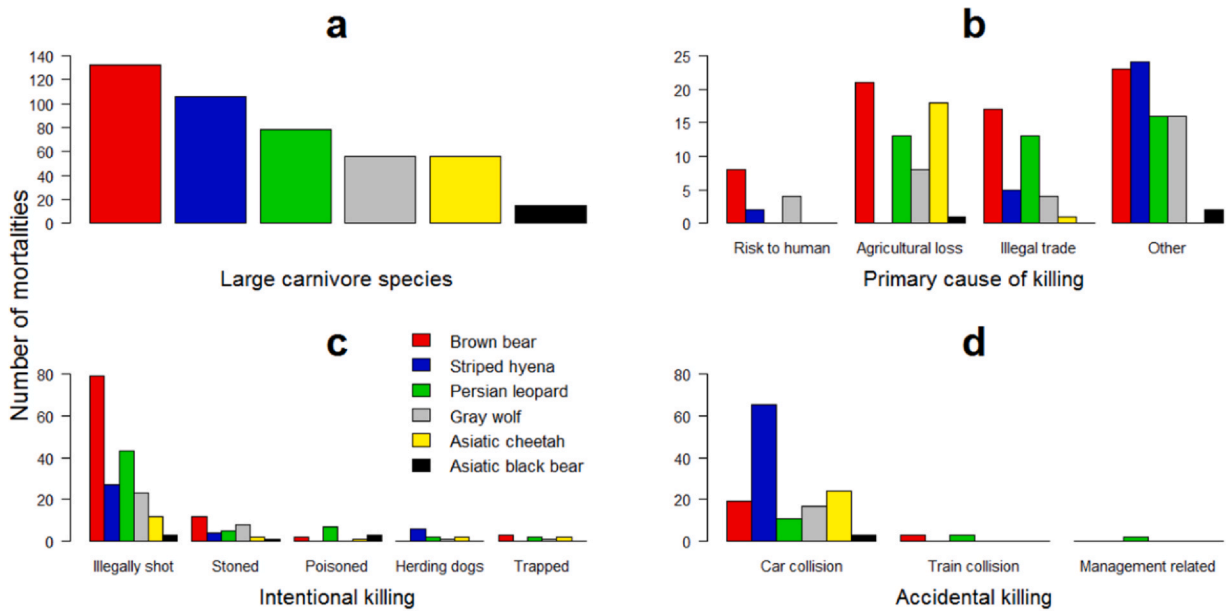 a
140
120
100
80
60
40
20
0
Large carnivore species
b
25
20
15
10
5
0
Risk to human Agricultural loss Illegal trade Other
Primary cause of killing
Number of mortalities
c
80
60
40
20
0
Brown bear
Striped hyena
Persian leopard
Gray wolf
Asiatic cheetah
Asiatic black bear
Illegally shot Stoned Poisoned Herding dogs Trapped
Intentional killing
d
80
60
40
20
0
Car collision Train collision Management related
Accidental killing